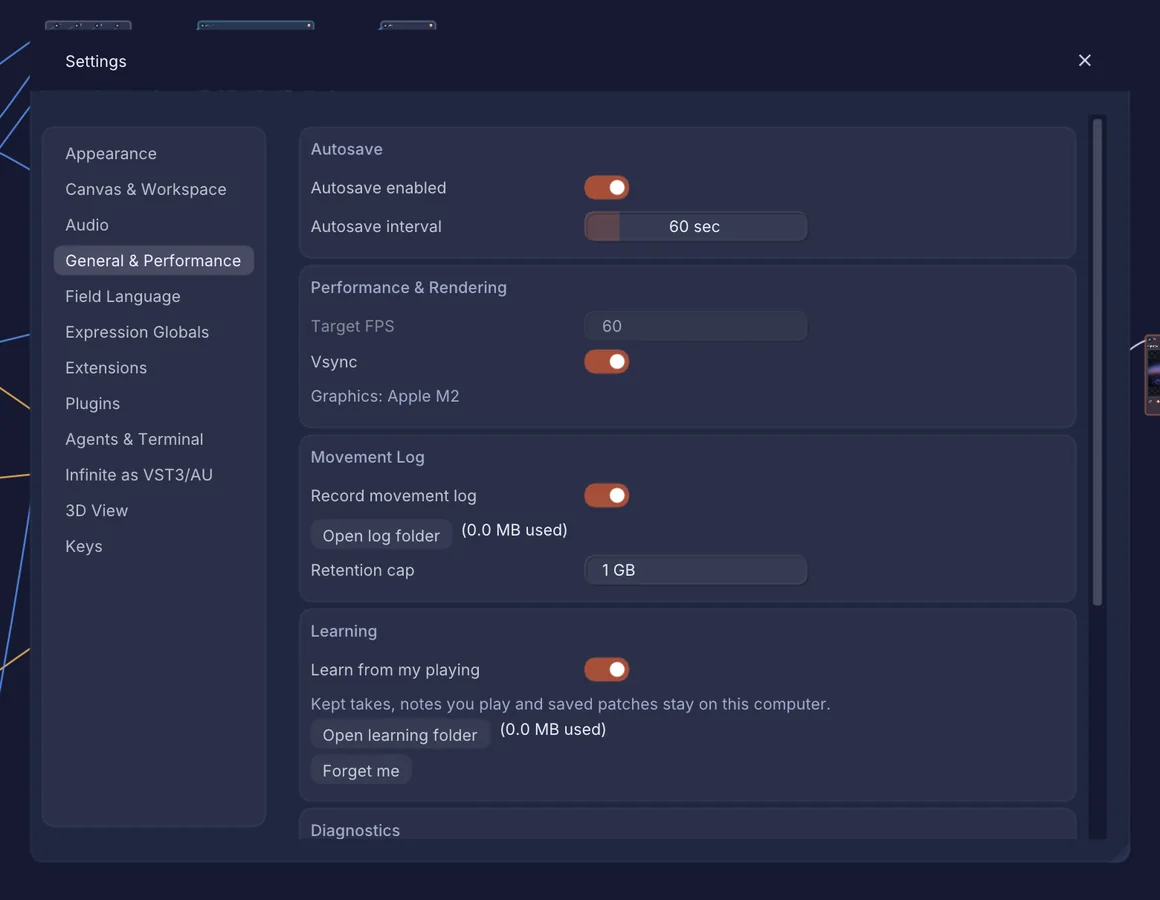 Settings
Appearance
Canvas & Workspace
Audio
General & Performance
Field Language
Expression Globals
Extensions
Plugins
Agents & Terminal
Infinite as VST3/AU
3D View
Keys
Autosave
Autosave enabled
Autosave interval 60 sec
Performance & Rendering
Target FPS 60
Vsync
Graphics: Apple M2
Movement Log
Record movement log
Open log folder (0.0 MB used)
Retention cap 1 GB
Learning
Learn from my playing
Kept takes, notes you play and saved patches stay on this computer.
Open learning folder (0.0 MB used)
Forget me
Diagnostics